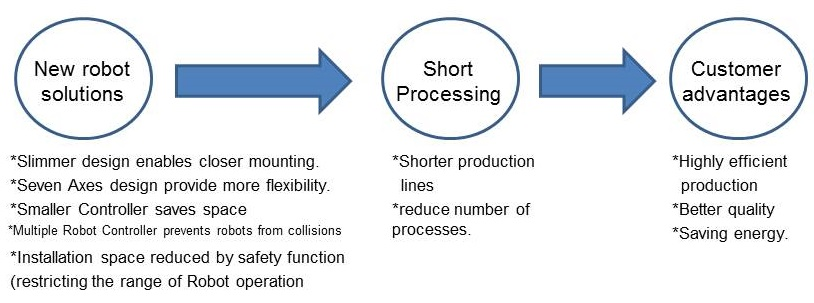 New robot
solutions
Short
Processing
Customer
advantages
*Slimmer design enables closer mounting.
*Seven Axes design provide more flexibility.
*Smaller Controller saves space
*Multiple Robot Controller prevents robots from collisions
*Installation space reduced by safety function
(restricting the range of Robot operation
*Shorter production
lines
*reduce number of
processes.
*Highly efficient
production
*Better quality
*Saving energy.